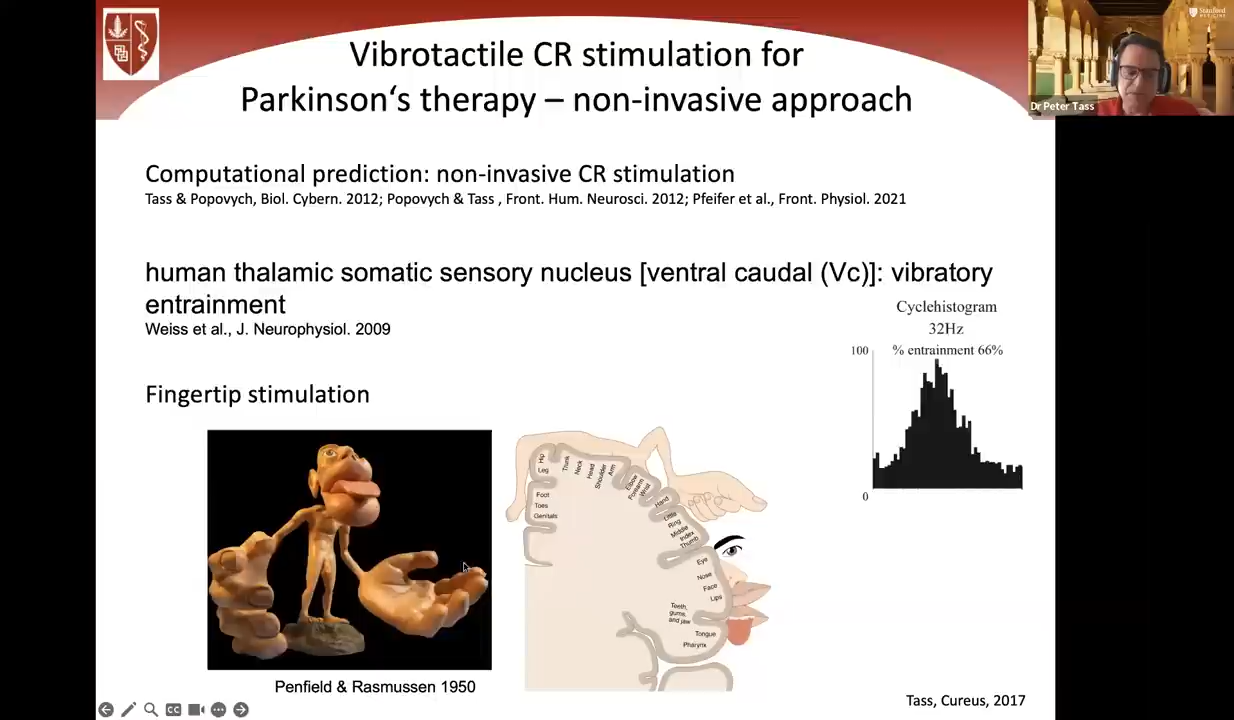 Vibrotactile CR stimulation for
Parkinson‘s therapy – non-invasive approach
Stanford
MEDICINE
Dr Peter Tass
Computational prediction: non-invasive CR stimulation
Tass & Popovych, Biol. Cybern. 2012; Popovych & Tass , Front. Hum. Neurosci. 2012; Pfeifer et al., Front. Physiol. 2021
human thalamic somatic sensory nucleus [ventral caudal (Vc)]: vibratory
entrainment
Weiss et al., J. Neurophysiol. 2009
Cyclehistogram
32Hz
% entrainment 66%
100
0
Fingertip stimulation
Hip
Leg
Foot
Toes
Genitals
Trunk
Neck
Head
Shoulder
Arm
Elbow
Forearm
Wrist
Hand
Little
Ring
Middle
Index
Thumb
Eye
Nose
Face
Lips
Teeth,
gums,
and jaw
Tongue
Pharynx
Penfield & Rasmussen 1950
Tass, Cureus, 2017
CC